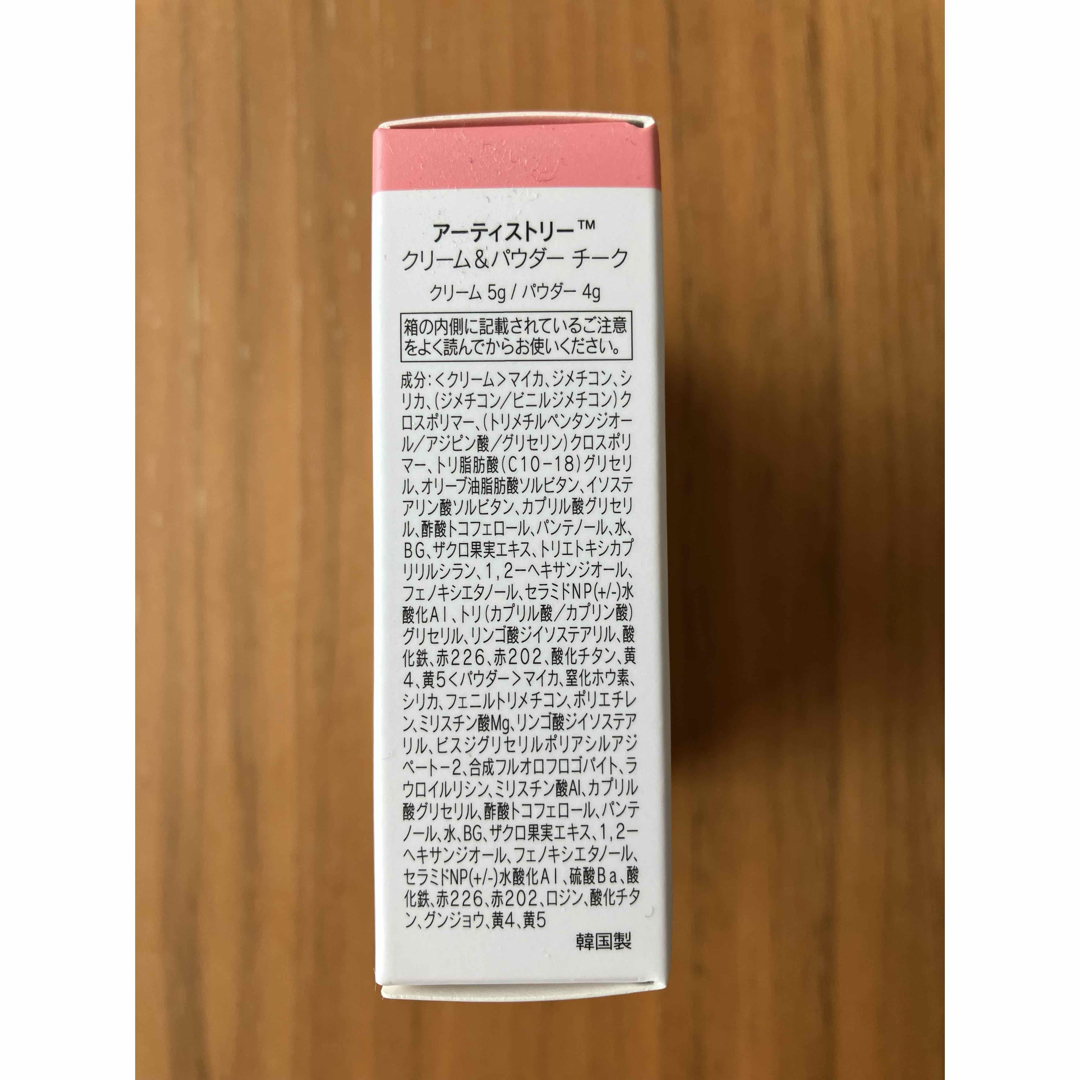 アーティストリー™
クリーム&パウダー チーク
クリーム 5g / パウダー 4g
箱の内側に記載されているご注意
をよく読んでからお使いください。
成分:<クリーム>マイカ、ジメチコン、シ
リカ、(ジメチコン/ビニルジメチコン)ク
ロスポリマー、(トリメチルペンタンジオー
ル/アジピン酸/グリセリン)クロスポリ
マー、トリ脂肪酸(C10-18)グリセリ
ル、オリーブ油脂肪酸ソルビタン、イソステ
アリン酸ソルビタン、カプリル酸グリセリ
ル、酢酸トコフェロール、パンテノール、水、
BG、ザクロ果実エキス、トリエトキシカプ
リリルシラン、1,2-ヘキサンジオール、
フェノキシエタノール、セラミドNP(+/-)水
酸化Al、トリ(カプリル酸/カプリン酸)
グリセリル、リンゴ酸ジイソステアリル、酸
化鉄、赤226、赤202、酸化チタン、黄
4、黄5<パウダー>マイカ、窒化ホウ素、
シリカ、フェニルトリメチコン、ポリエチレ
ン、ミリスチン酸Mg、リンゴ酸ジイソステア
リル、ビスジグリセリルポリアシルアジ
ペート-2、合成フルオロフロゴパイト、ラ
ウロイルリシン、ミリスチン酸Al、カプリル
酸グリセリル、酢酸トコフェロール、パンテ
ノール、水、BG、ザクロ果実エキス、1,2-
ヘキサンジオール、フェノキシエタノール、
セラミドNP(+/-)水酸化Al、硫酸Ba、酸
化鉄、赤226、赤202、ロジン、酸化チタ
ン、グンジョウ、黄4、黄5
韓国製